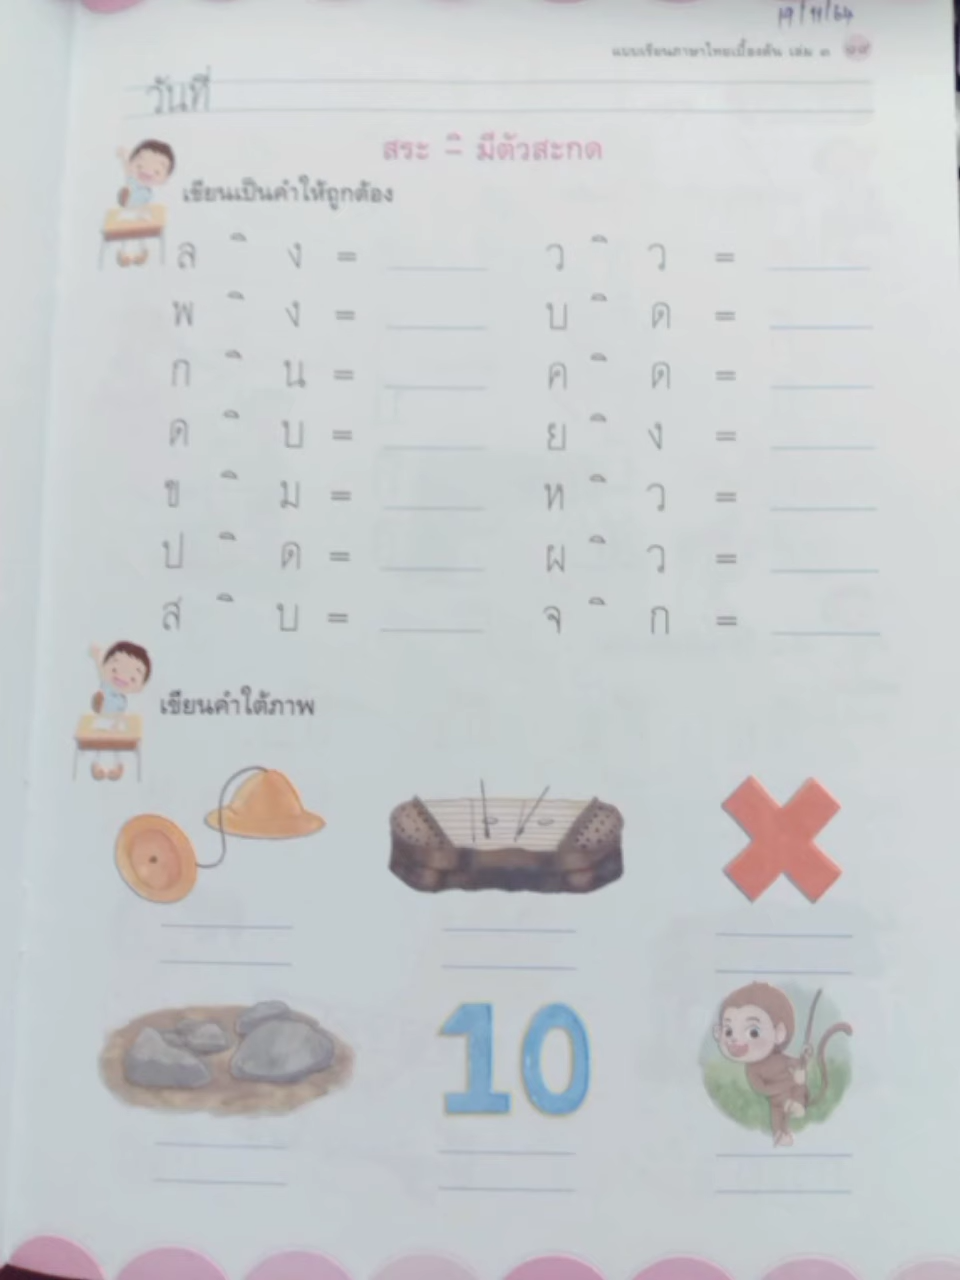 19/11/64
แบบเรียนภาษาไทยเบื้องต้น เล่ม ๓
วันที่
สระ –ิ มีตัวสะกด
เขียนเป็นคำให้ถูกต้อง
ล ิ ง = ว ิ ว =
พ ิ ง = บ ิ ด =
ก ิ น = ค ิ ด =
ด ิ บ = ย ิ ง =
ข ิ ม = ห ิ ว =
ป ิ ด = ผ ิ ว =
ส ิ บ = จ ิ ก =
เขียนคำใต้ภาพ
10